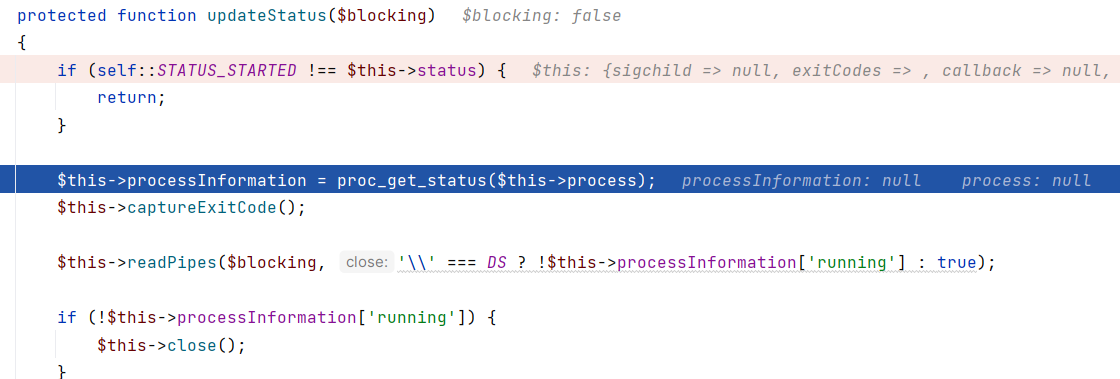 protected function updateStatus($blocking)   $blocking: false
{
    if (self::STATUS_STARTED !== $this->status) {   $this: {sigchild => null, exitCodes => , callback => null,
        return;
    }
    $this->processInformation = proc_get_status($this->process);   processInformation: null    process: null
    $this->captureExitCode();
    $this->readPipes($blocking, close: '\\' === DS ? !$this->processInformation['running'] : true);
    if (!$this->processInformation['running']) {
        $this->close();
    }